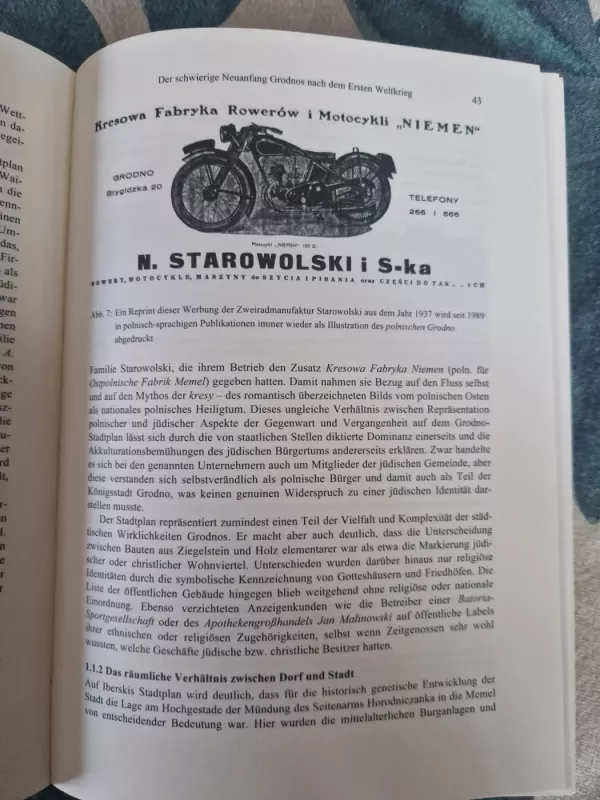 Der schwierige Neuanfang Grodnos nach dem Ersten Weltkrieg
43
Kresowa Fabryka Rowerów i Motocykli „NIEMEN"
GRODNO
Brygidzka 20
TELEFONY
266 i 566
Motocykl „NIEMEN"
N. STAROWOLSKI i S-ka
ROWERY, MOTOCYKLE, MASZYNY do SZYCIA i PISANIA oraz CZĘŚCI DO
Abb. 7: Ein Reprint dieser Werbung der Zweiradmanufaktur Starowolski aus dem Jahr 1937 wird seit 1989
in polnisch-sprachigen Publikationen immer wieder als Illustration des polnischen Grodno
abgedruckt
Familie Starowolski, die ihrem Betrieb den Zusatz Kresowa Fabryka Niemen (poln. für
Ostpolnische Fabrik Memel) gegeben hatten. Damit nahmen sie Bezug auf den Fluss selbst
und auf den Mythos der kresy – des romantisch überzeichneten Bilds vom polnischen Osten
als nationales polnisches Heiligtum. Dieses ungleiche Verhältnis zwischen Repräsentation
polnischer und jüdischer Aspekte der Gegenwart und Vergangenheit auf dem Grodno-
Stadtplan lässt sich durch die von staatlichen Stellen diktierte Dominanz einerseits und die
Akkulturationsbemühungen des jüdischen Bürgertums andererseits erklären. Zwar handelte
es sich bei den genannten Unternehmern auch um Mitglieder der jüdischen Gemeinde, aber
diese verstanden sich selbstverständlich als polnische Bürger und damit auch als Teil der
Königsstadt Grodno, was keinen genuinen Widerspruch zu einer jüdischen Identität dar-
stellen musste.
Der Stadtplan repräsentiert zumindest einen Teil der Vielfalt und Komplexität der städ-
tischen Wirklichkeiten Grodnos. Er macht aber auch deutlich, dass die Unterscheidung
zwischen Bauten aus Ziegelstein und Holz elementarer war als etwa die Markierung jüdi-
scher oder christlicher Wohnviertel. Unterschieden wurden darüber hinaus nur religiöse
Identitäten durch die symbolische Kennzeichnung von Gotteshäusern und Friedhöfen. Die
Liste der öffentlichen Gebäude hingegen blieb weitgehend ohne religiöse oder nationale
Einordnung. Ebenso verzichteten Anzeigenkunden wie die Betreiber einer Batoria-
Sportgesellschaft oder des Apothekengroßhandels Jan Malinowski auf öffentliche Labels
ihrer ethnischen oder religiösen Zugehörigkeiten, selbst wenn Zeitgenossen sehr wohl
wussten, welche Geschäfte jüdische bzw. christliche Besitzer hatten.
1.1.2 Das räumliche Verhältnis zwischen Dorf und Stadt
Auf Iberskis Stadtplan wird deutlich, dass für die historisch genetische Entwicklung der
Stadt die Lage am Hochgestade der Mündung des Seitenarms Horodniczanka in die Memel
von entscheidender Bedeutung war. Hier wurden die mittelalterlichen Burganlagen und